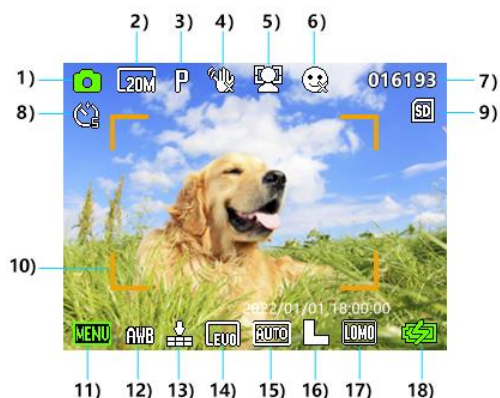 2) 3) 4) 5) 6)
1) 20M P 016193 7)
8) S SD 9)
10)
2022/01/01 18:00:00
MENU AWB EV0 AUTO L LOMO
11) 12) 13) 14) 15) 16) 17) 18)